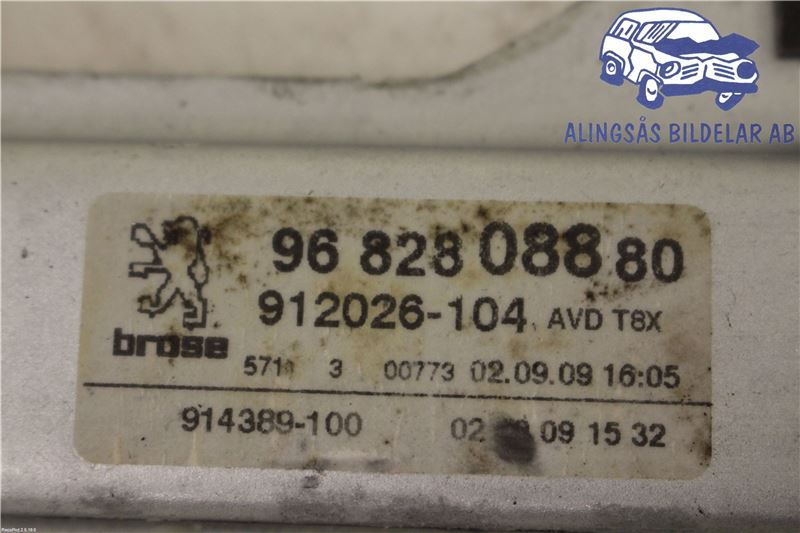 ALINGSÅS BILDELAR AB
96 828 088 80
912026-104 AVD T8X
brose
3 00773 02.09.09 16:05
914389-100 02 09 15 32